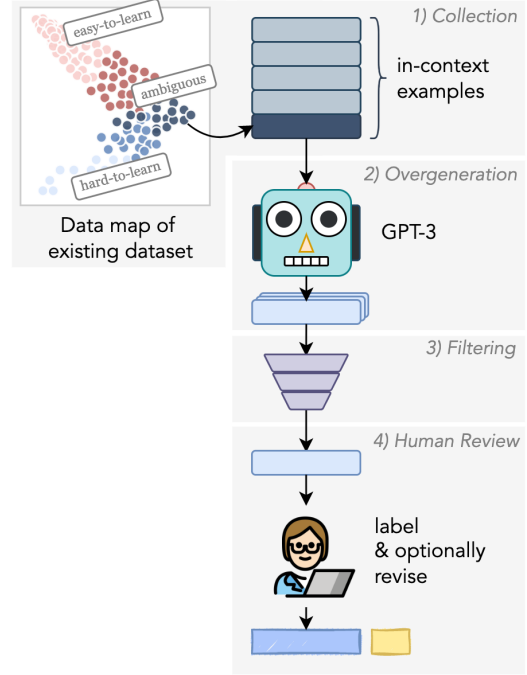 1) Collection
easy-to-learn
ambiguous
hard-to-learn
Data map of
existing dataset
in-context
examples
2) Overgeneration
GPT-3
3) Filtering
4) Human Review
label
& optionally
revise